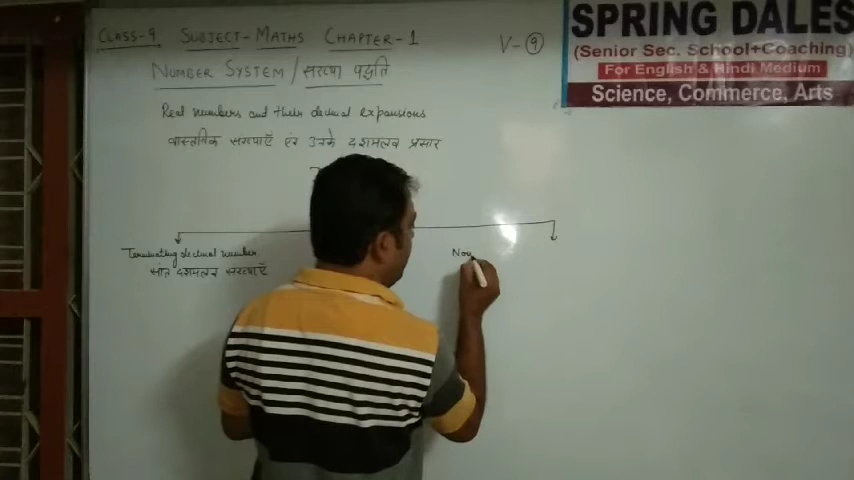 CLASS-9 SUBJECT-MATHS CHAPTER-1
V-9
NUMBER SYSTEM / संख्या पद्धति
Real numbers and their decimal expansions
वास्तविक संख्याएँ एवं उनके दशमलव प्रसार
Terminating decimal number
सांत दशमलव संख्याएँ
Non
SPRING DALES
(Senior Sec. School+Coaching)
For English & Hindi Medium
Science, Commerce, Arts